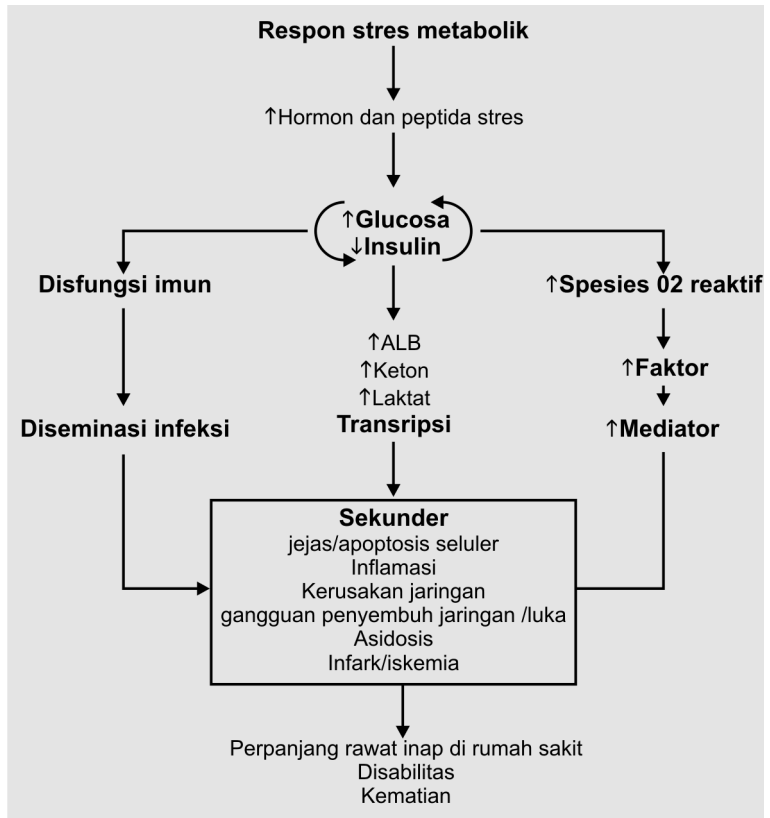 Respon stres metabolik
↑Hormon dan peptida stres
↑Glucosa
↓Insulin
Disfungsi imun
↑Spesies 02 reaktif
↑ALB
↑Keton
↑Laktat
Transripsi
↑Faktor
Diseminasi infeksi
↑Mediator
Sekunder
jejas/apoptosis seluler
Inflamasi
Kerusakan jaringan
gangguan penyembuh jaringan /luka
Asidosis
Infark/iskemia
Perpanjang rawat inap di rumah sakit
Disabilitas
Kematian